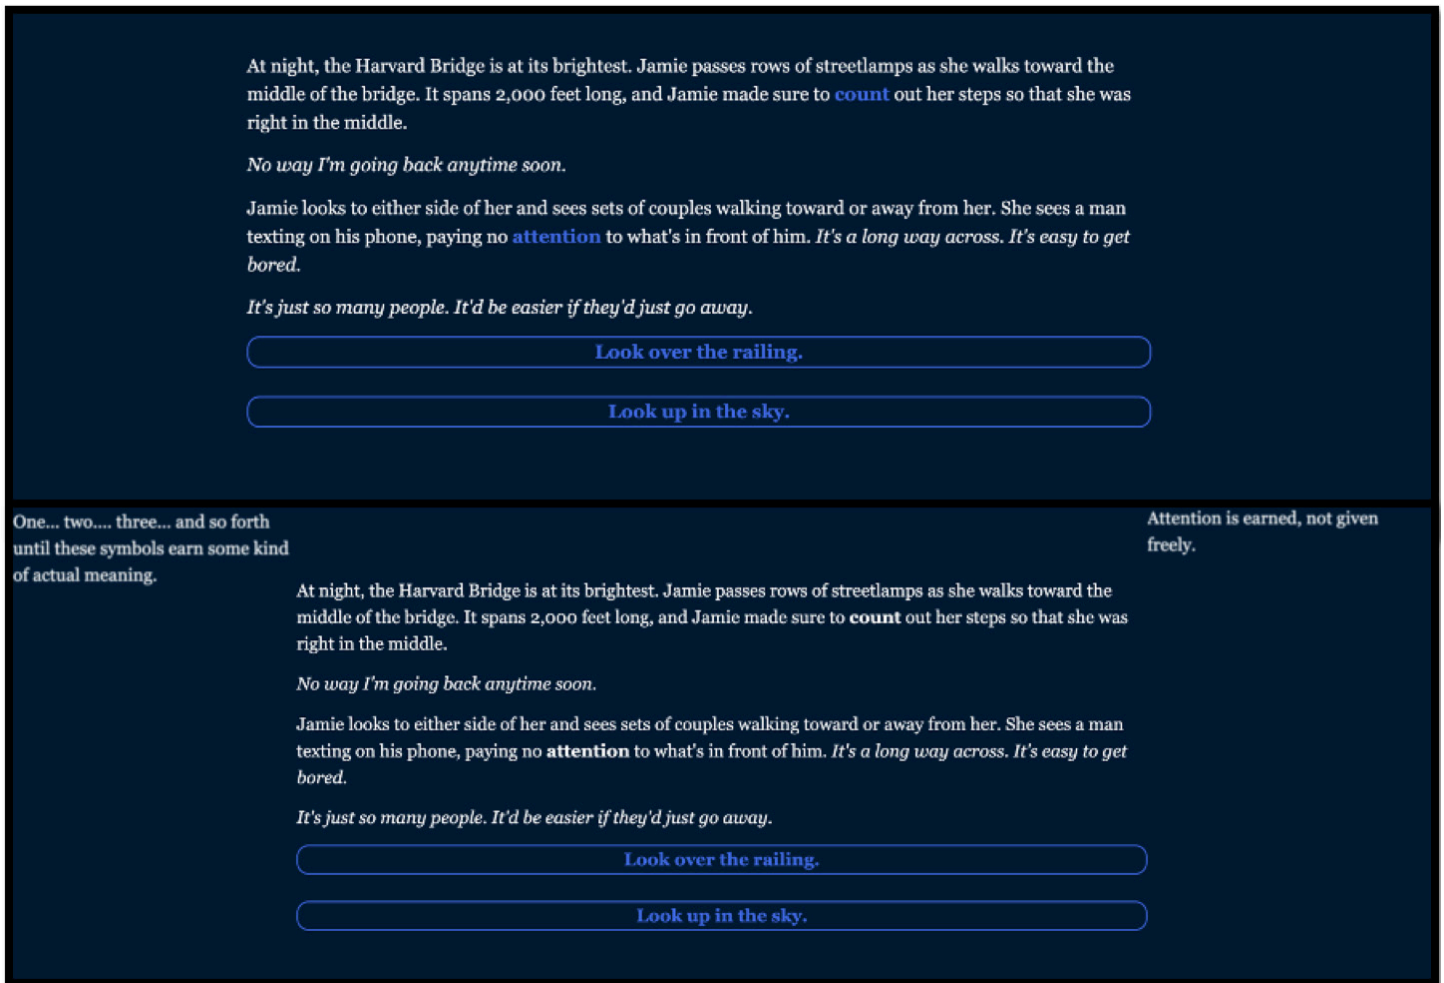 At night, the Harvard Bridge is at its brightest. Jamie passes rows of streetlamps as she walks toward the
middle of the bridge. It spans 2,000 feet long, and Jamie made sure to count out her steps so that she was
right in the middle.
No way I'm going back anytime soon.
Jamie looks to either side of her and sees sets of couples walking toward or away from her. She sees a man
texting on his phone, paying no attention to what's in front of him. It's a long way across. It's easy to get
bored.
It's just so many people. It'd be easier if they'd just go away.
Look over the railing.
Look up in the sky.
One... two.... three... and so forth
until these symbols earn some kind
of actual meaning.
Attention is earned, not given
freely.
At night, the Harvard Bridge is at its brightest. Jamie passes rows of streetlamps as she walks toward the
middle of the bridge. It spans 2,000 feet long, and Jamie made sure to count out her steps so that she was
right in the middle.
No way I'm going back anytime soon.
Jamie looks to either side of her and sees sets of couples walking toward or away from her. She sees a man
texting on his phone, paying no attention to what's in front of him. It's a long way across. It's easy to get
bored.
It's just so many people. It'd be easier if they'd just go away.
Look over the railing.
Look up in the sky.